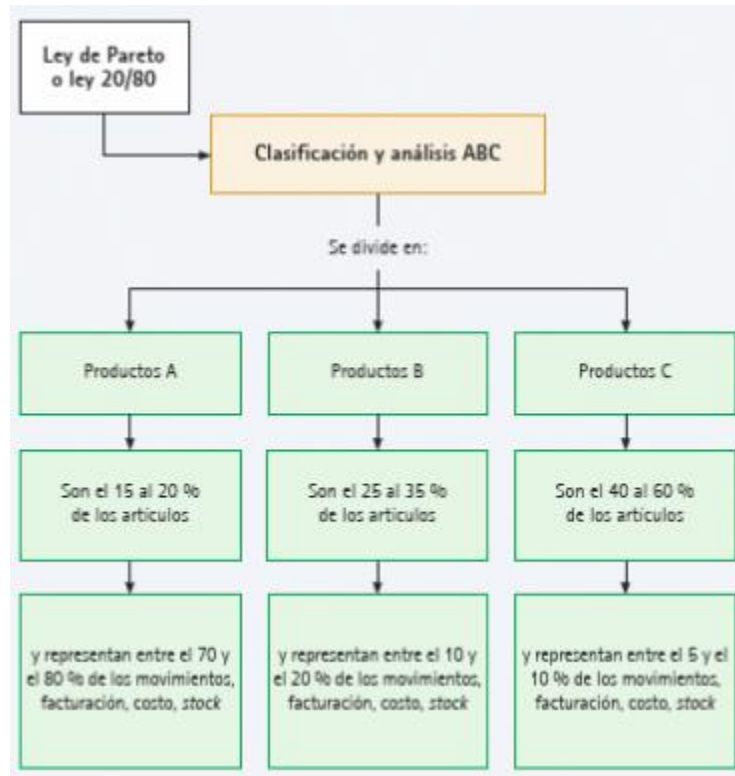 Ley de Pareto
o ley 20/80
Clasificación y análisis ABC
Se divide en:
Productos A
Productos B
Productos C
Son el 15 al 20 %
de los artículos
Son el 25 al 35 %
de los artículos
Son el 40 al 60 %
de los artículos
y representan entre el 70 y
el 80 % de los movimientos,
facturación, costo, stock
y representan entre el 10 y
el 20 % de los movimientos,
facturación, costo, stock
y representan entre el 5 y el
10 % de los movimientos,
facturación, costo, stock